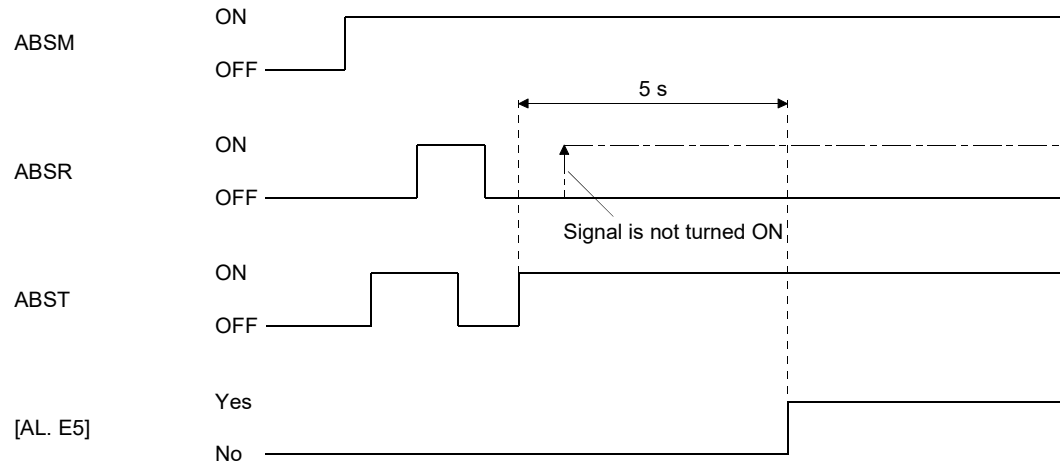 ON
ABSM
OFF
5 s
ON
ABSR
OFF
Signal is not turned ON
ON
ABST
OFF
Yes
[AL. E5]
No